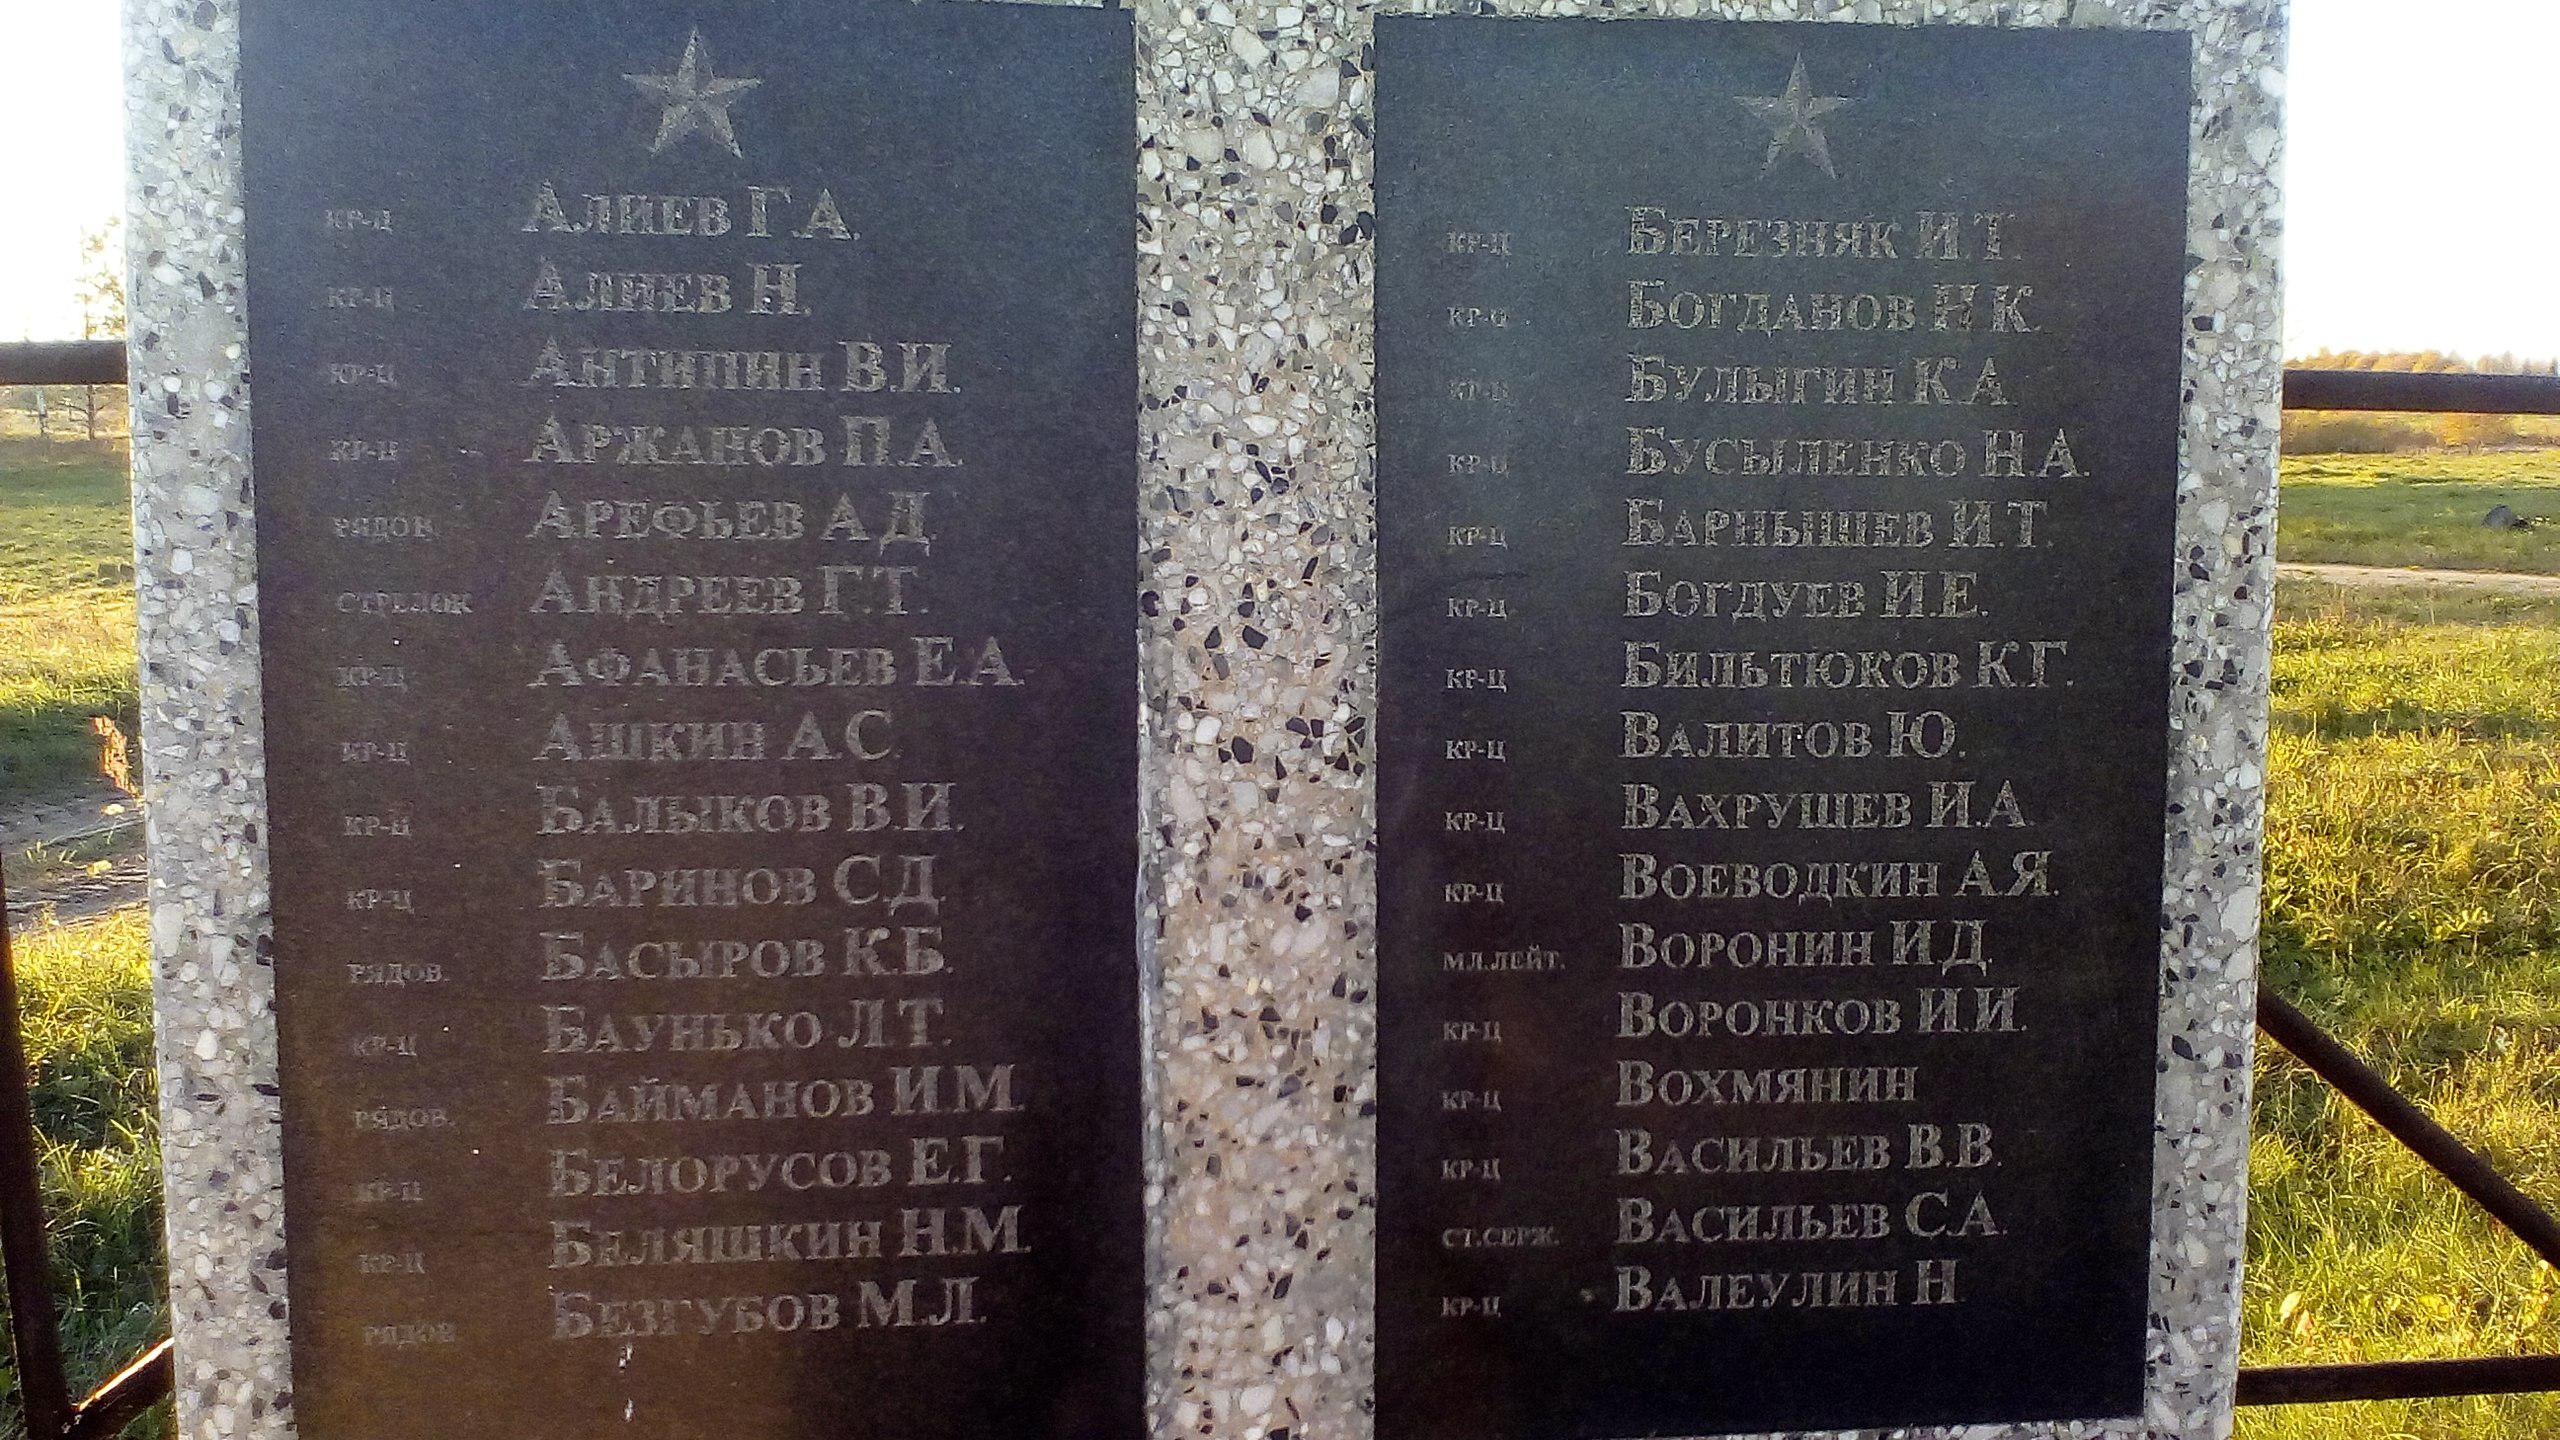 КР-Ц АЛИЕВ Г.А.
КР-Ц АЛИЕВ Н.
КР-Ц АНТИПИН В.И.
КР-Ц АРЖАНОВ П.А.
РЯДОВ. АРЕФЬЕВ А.Д.
СТРЕЛОК АНДРЕЕВ Г.Т.
КР-Ц АФАНАСЬЕВ Е.А.
КР-Ц АШКИН А.С.
КР-Ц БАЛЫКОВ В.И.
КР-Ц БАРИНОВ С.Д.
РЯДОВ. БАСЫРОВ К.Б.
КР-Ц БАУНЬКО Л.Т.
РЯДОВ. БАЙМАНОВ И.М.
КР-Ц БЕЛОРУСОВ Е.Г.
КР-Ц БЕЛЯШКИН Н.М.
РЯДОВ БЕЗГУБОВ М.Л.
КР-Ц БЕРЕЗНЯК И.Т.
КР-Ц БОГДАНОВ Н.К.
КР-Ц БУЛЫГИН К.А.
КР-Ц БУСЫЛЕНКО Н.А.
КР-Ц БАРНЫШЕВ И.Т.
КР-Ц БОГДУЕВ И.Е.
КР-Ц БИЛЬТЮКОВ К.Г.
КР-Ц ВАЛИТОВ Ю.
КР-Ц ВАХРУШЕВ И.А.
КР-Ц ВОЕВОДКИН А.Я.
МЛ.ЛЕЙТ. ВОРОНИН И.Д.
КР-Ц ВОРОНКОВ И.И.
КР-Ц ВОХМЯНИН
КР-Ц ВАСИЛЬЕВ В.В.
СТ.СЕРЖ. ВАСИЛЬЕВ С.А.
КР-Ц ВАЛЕУЛИН Н